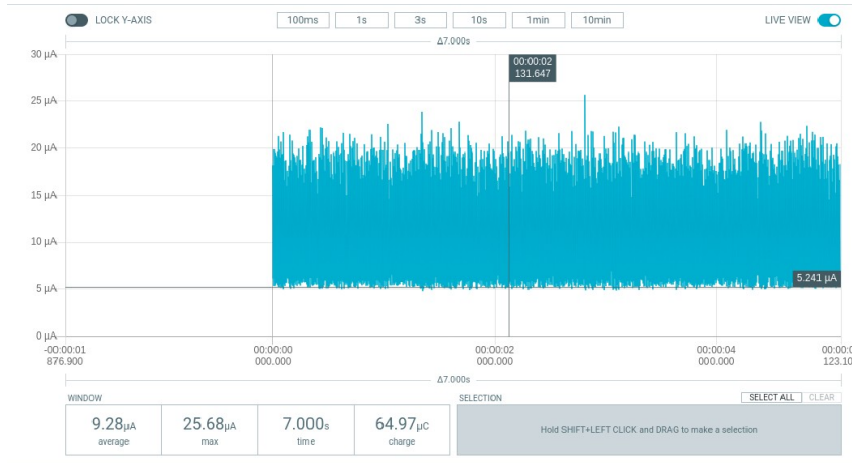 LOCK Y-AXIS 100ms 1s 3s 10s 1min 10min LIVE VIEW
Δ7.000s
30 µA
00:00:02
131.647
25 µA
20 µA
15 µA
10 µA
5.241 µA
5 µA
0 µA
-00:00:01 00:00:00 00:00:02 00:00:04 00:00:0
876.900 000.000 000.000 000.000 123.10
Δ7.000s
WINDOW SELECTION SELECT ALL CLEAR
9.28µA 25.68µA 7.000s 64.97µC
average max time charge
Hold SHIFT+LEFT CLICK and DRAG to make a selection